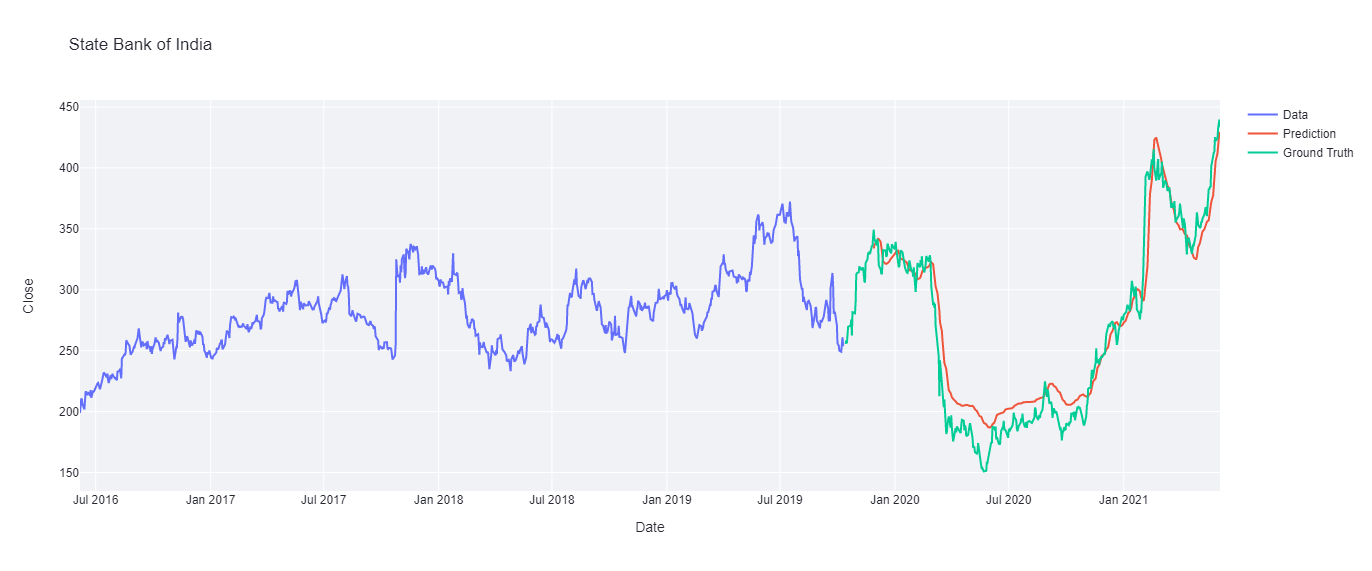 State Bank of India
450
400
350
300
250
200
150
Close
Jul 2016 Jan 2017 Jul 2017 Jan 2018 Jul 2018 Jan 2019 Jul 2019 Jan 2020 Jul 2020 Jan 2021
Date
Data
Prediction
Ground Truth